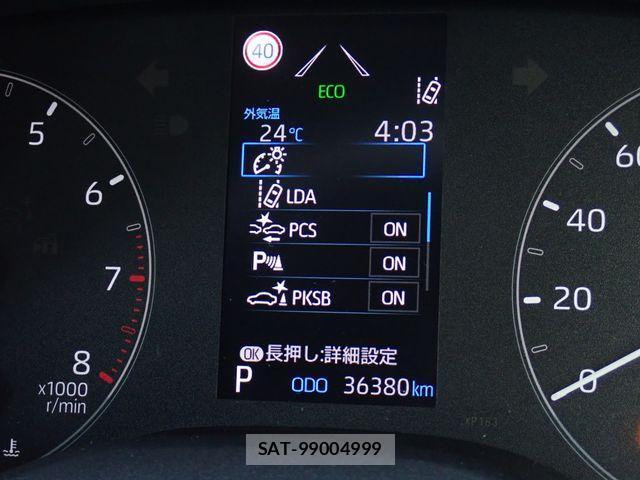 40
ECO
外気温
24℃ 4:03
LDA
PCS ON
P ON
PKSB ON
OK 長押し:詳細設定
P ODO 36380km
5
6
7
8
x1000
r/min
60
40
20
0
XP163
SAT-99004999